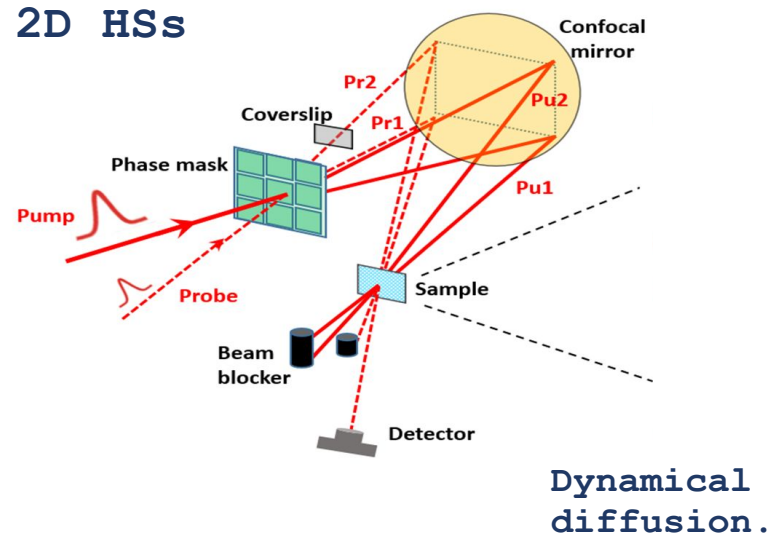 2D HSs
Confocal
mirror
Pr2
Pu2
Coverslip
Pr1
Phase mask
Pu1
Pump
Sample
Probe
Beam
blocker
Detector
Dynamical
diffusion.